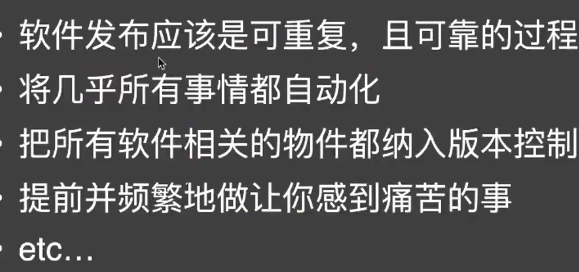 • 软件发布应该是可重复，且可靠的过程
• 将几乎所有事情都自动化
• 把所有软件相关的物件都纳入版本控制
• 提前并频繁地做让你感到痛苦的事
• etc...